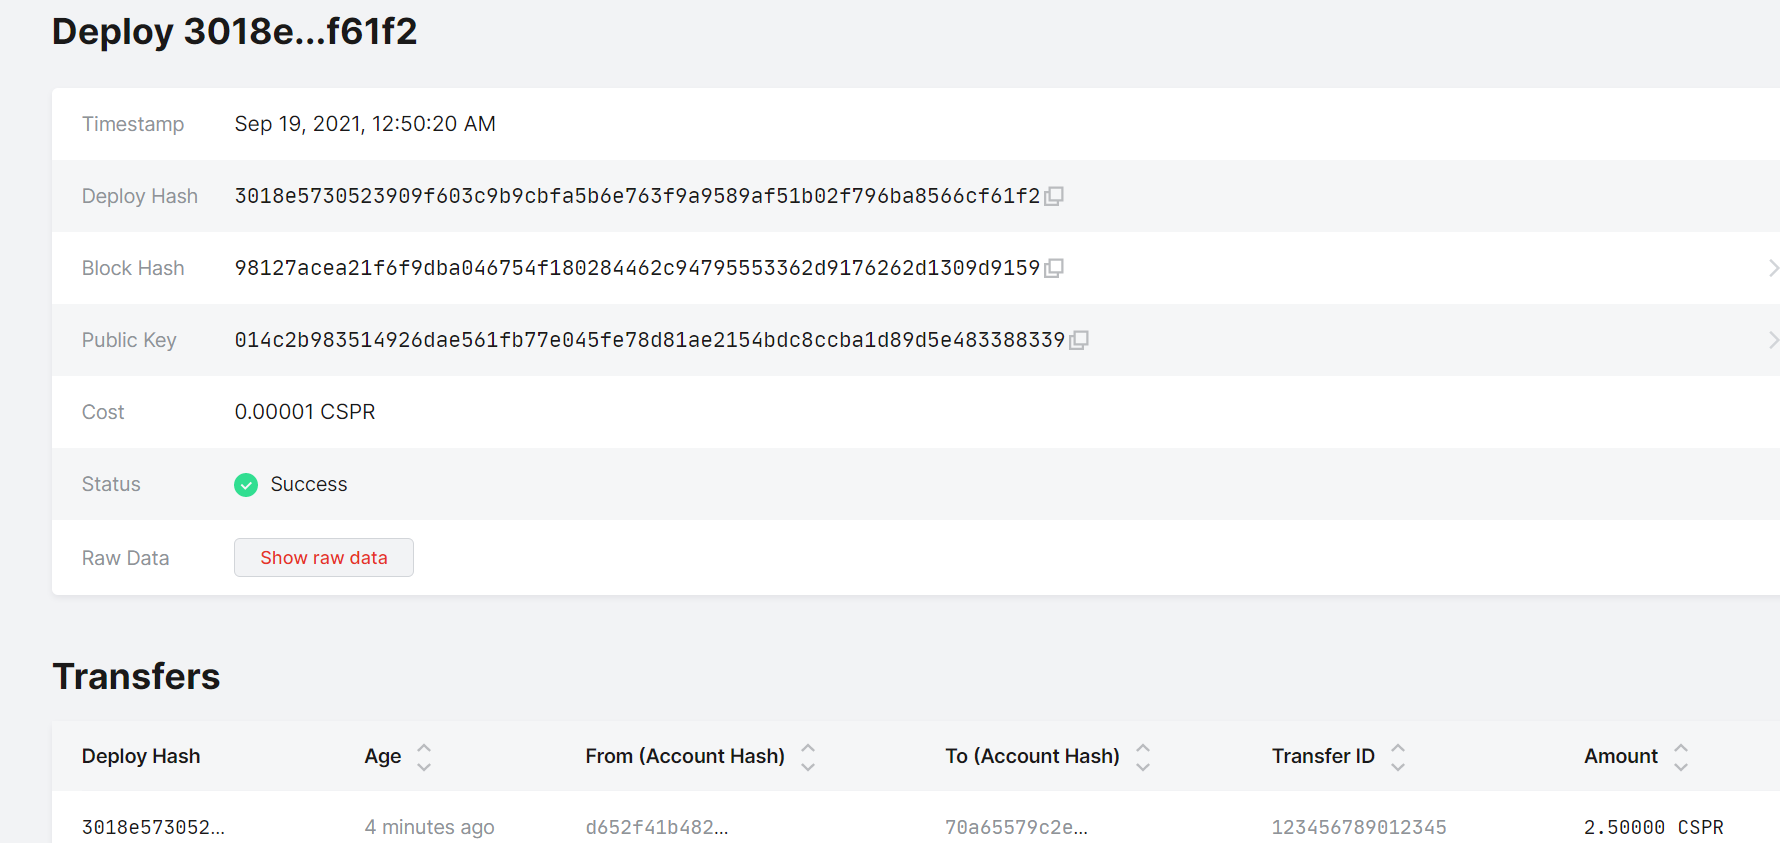 Deploy 3018e...f61f2
Timestamp Sep 19, 2021, 12:50:20 AM
Deploy Hash 3018e5730523909f603c9b9cbfa5b6e763f9a9589af51b02f796ba8566cf61f2
Block Hash 98127acea21f6f9dba046754f180284462c94795553362d9176262d1309d9159
Public Key 014c2b983514926dae561fb77e045fe78d81ae2154bdc8ccba1d89d5e483388339
Cost 0.00001 CSPR
Status Success
Raw Data Show raw data
Transfers
Deploy Hash Age From (Account Hash) To (Account Hash) Transfer ID Amount
3018e573052... 4 minutes ago d652f41b482... 70a65579c2e... 123456789012345 2.50000 CSPR